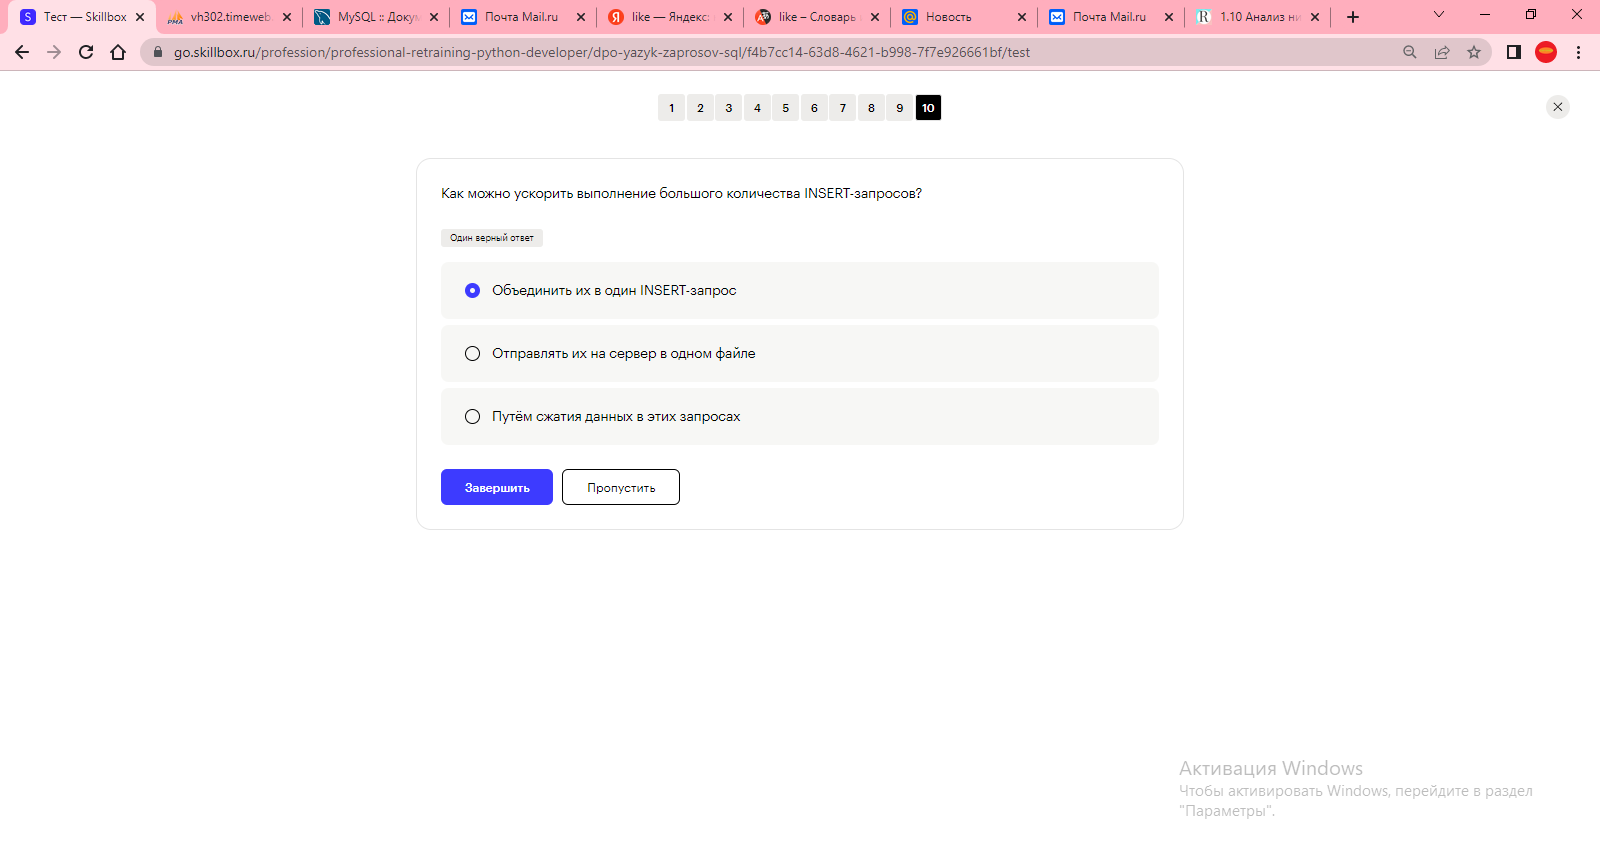 Тест — Skillbox
vh302.timeweb.
MySQL :: Докум
Почта Mail.ru
like — Яндекс:
like – Словарь
Новость
Почта Mail.ru
1.10 Анализ ни
go.skillbox.ru/profession/professional-retraining-python-developer/dpo-yazyk-zaprosov-sql/f4b7cc14-63d8-4621-b998-7f7e926661bf/test
1 2 3 4 5 6 7 8 9 10
Как можно ускорить выполнение большого количества INSERT-запросов?
Один верный ответ
Объединить их в один INSERT-запрос
Отправлять их на сервер в одном файле
Путём сжатия данных в этих запросах
Завершить
Пропустить
Активация Windows
Чтобы активировать Windows, перейдите в раздел
"Параметры".